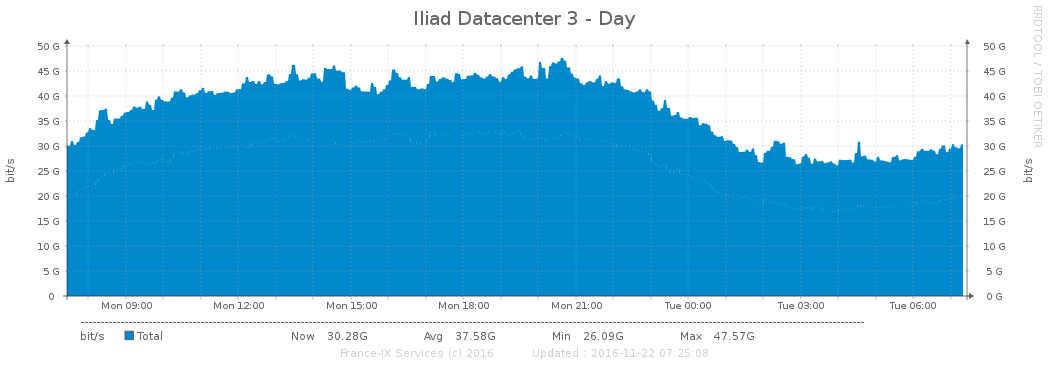 Iliad Datacenter 3 - Day
RRDTOOL / TOBI OETIKER
50 G 50 G
45 G 45 G
40 G 40 G
35 G 35 G
30 G 30 G
25 G 25 G
20 G 20 G
15 G 15 G
10 G 10 G
5 G 5 G
0 0 G
bit/s bit/s
Mon 09:00 Mon 12:00 Mon 15:00 Mon 18:00 Mon 21:00 Tue 00:00 Tue 03:00 Tue 06:00
bit/s Total Now 30.28G Avg 37.58G Min 26.09G Max 47.57G
France-IX Services (c) 2016 Updated : 2016-11-22 07:25:08